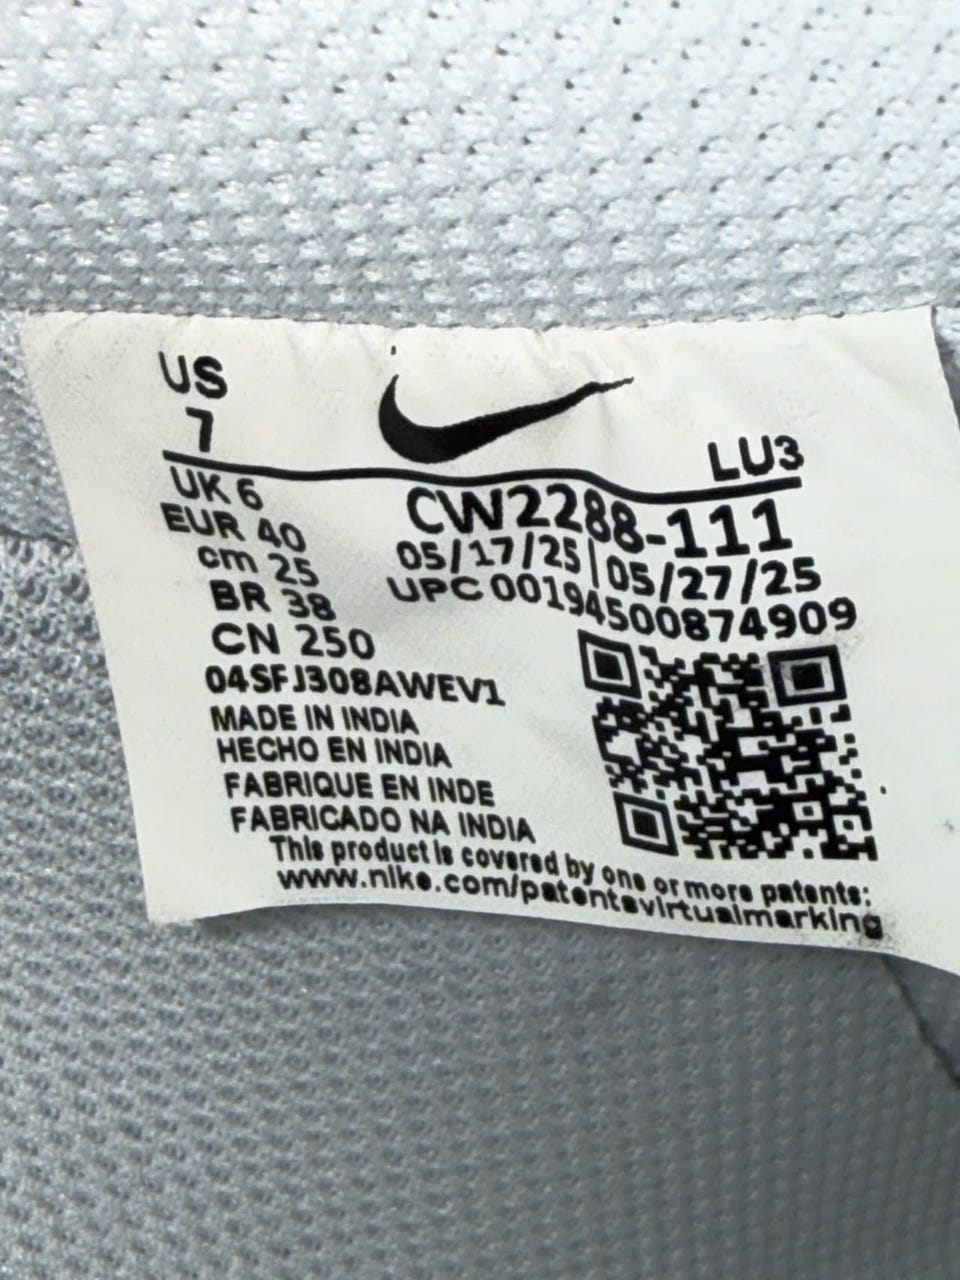 US
7
LU3
UK 6
EUR 40
cm 25
BR 38
CN 250
CW2288-111
05/17/25|05/27/25
UPC 00194500874909
04SFJ308AWEV1
MADE IN INDIA
HECHO EN INDIA
FABRIQUE EN INDE
FABRICADO NA INDIA
This product is covered by one or more patents:
www.nike.com/patentsvirtualmarking